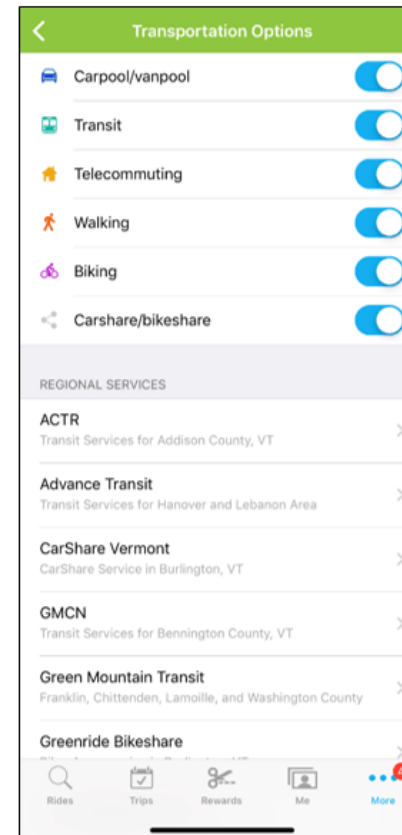 Transportation Options
Carpool/vanpool
Transit
Telecommuting
Walking
Biking
Carshare/bikeshare
REGIONAL SERVICES
ACTR
Transit Services for Addison County, VT
Advance Transit
Transit Services for Hanover and Lebanon Area
CarShare Vermont
CarShare Service in Burlington, VT
GMCN
Transit Services for Bennington County, VT
Green Mountain Transit
Franklin, Chittenden, Lamoille, and Washington County
Greenride Bikeshare
Rides Trips Rewards Me More